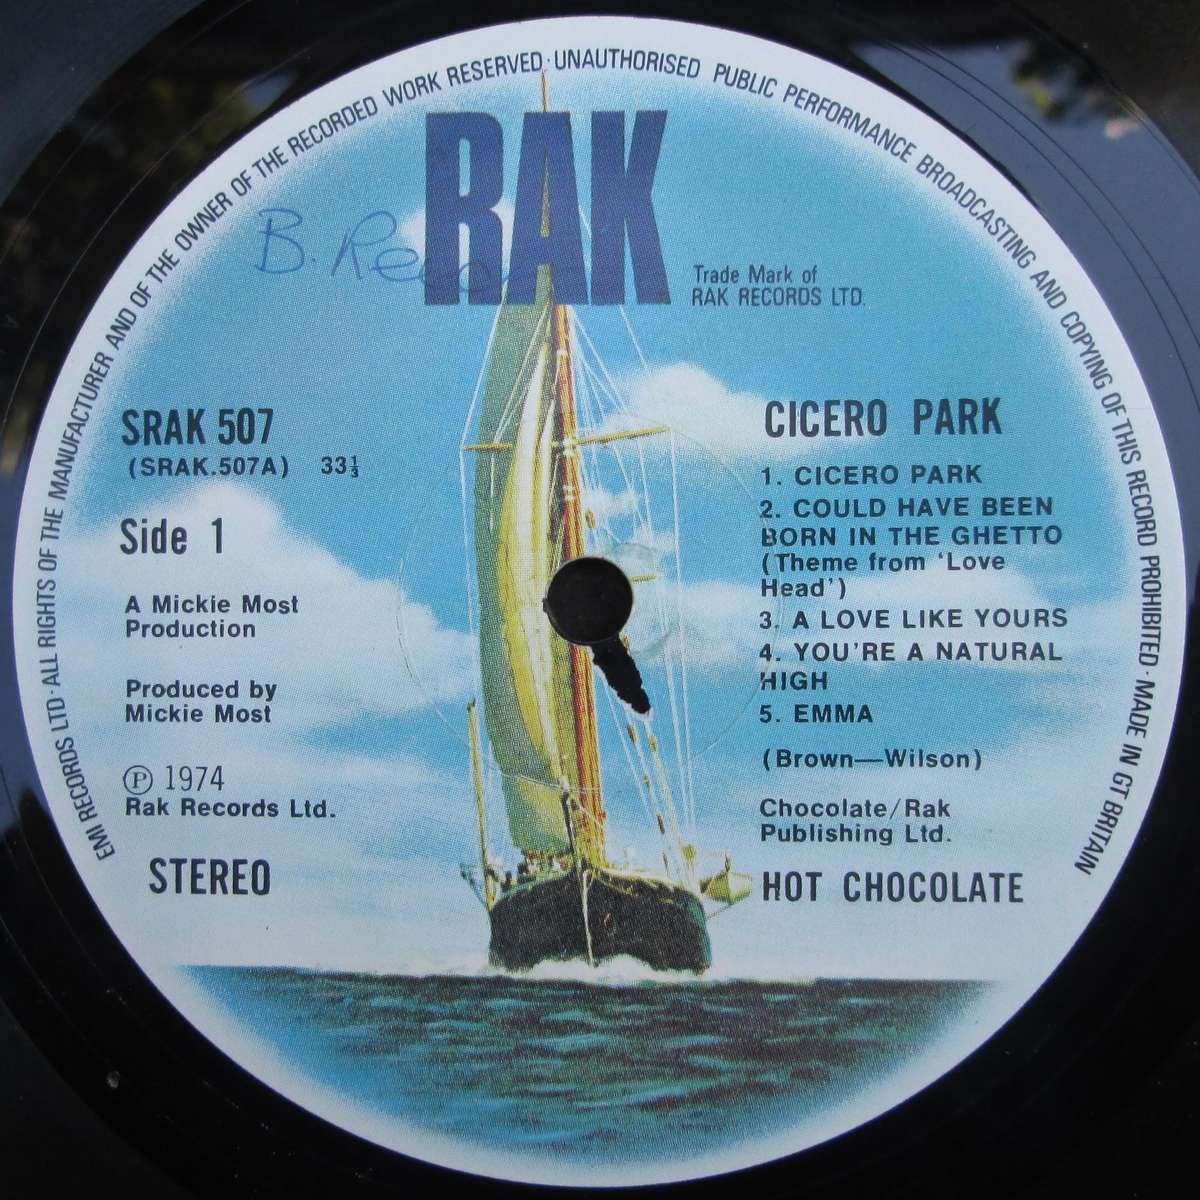 EMI RECORDS LTD · ALL RIGHTS OF THE MANUFACTURER AND OF THE OWNER OF THE RECORDED WORK RESERVED · UNAUTHORISED PUBLIC PERFORMANCE BROADCASTING AND COPYING OF THIS RECORD PROHIBITED · MADE IN GT BRITAIN
RAK
B
Trade Mark of
RAK RECORDS LTD.
SRAK 507
(SRAK.507A) 33⅓
Side 1
A Mickie Most
Production
Produced by
Mickie Most
℗ 1974
Rak Records Ltd.
STEREO
CICERO PARK
1. CICERO PARK
2. COULD HAVE BEEN
BORN IN THE GHETTO
(Theme from ‘Love
Head’)
3. A LOVE LIKE YOURS
4. YOU’RE A NATURAL
HIGH
5. EMMA
(Brown—Wilson)
Chocolate/Rak
Publishing Ltd.
HOT CHOCOLATE